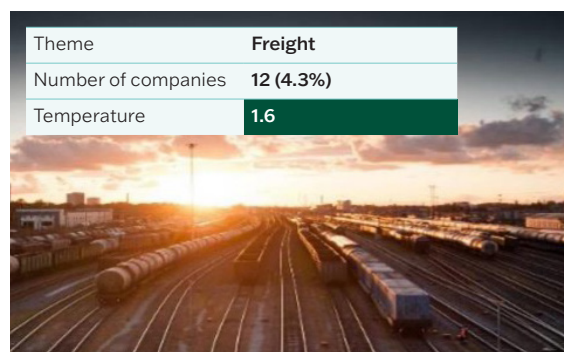 Theme Freight
Number of companies 12 (4.3%)
Temperature 1.6